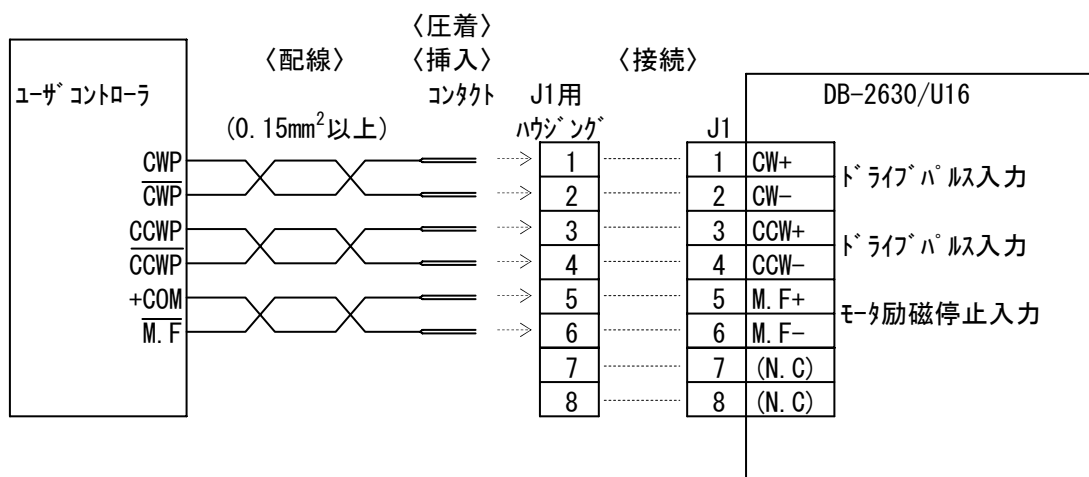 〈圧着〉
〈配線〉 〈挿入〉 〈接続〉
ﾕｰｻﾞｺﾝﾄﾛｰﾗ ｺﾝﾀｸﾄ J1用 DB-2630/U16
(0.15mm²以上) ﾊｳｼﾞﾝｸﾞ J1
CWP 1 1 CW+
C̅W̅P̅ 2 2 CW-
ﾄﾞﾗｲﾌﾞﾊﾟﾙｽ入力
CCWP 3 3 CCW+
C̅C̅W̅P̅ 4 4 CCW-
ﾄﾞﾗｲﾌﾞﾊﾟﾙｽ入力
+COM 5 5 M.F+
M̅.̅F̅ 6 6 M.F-
ﾓｰﾀ励磁停止入力
7 7 (N.C)
8 8 (N.C)